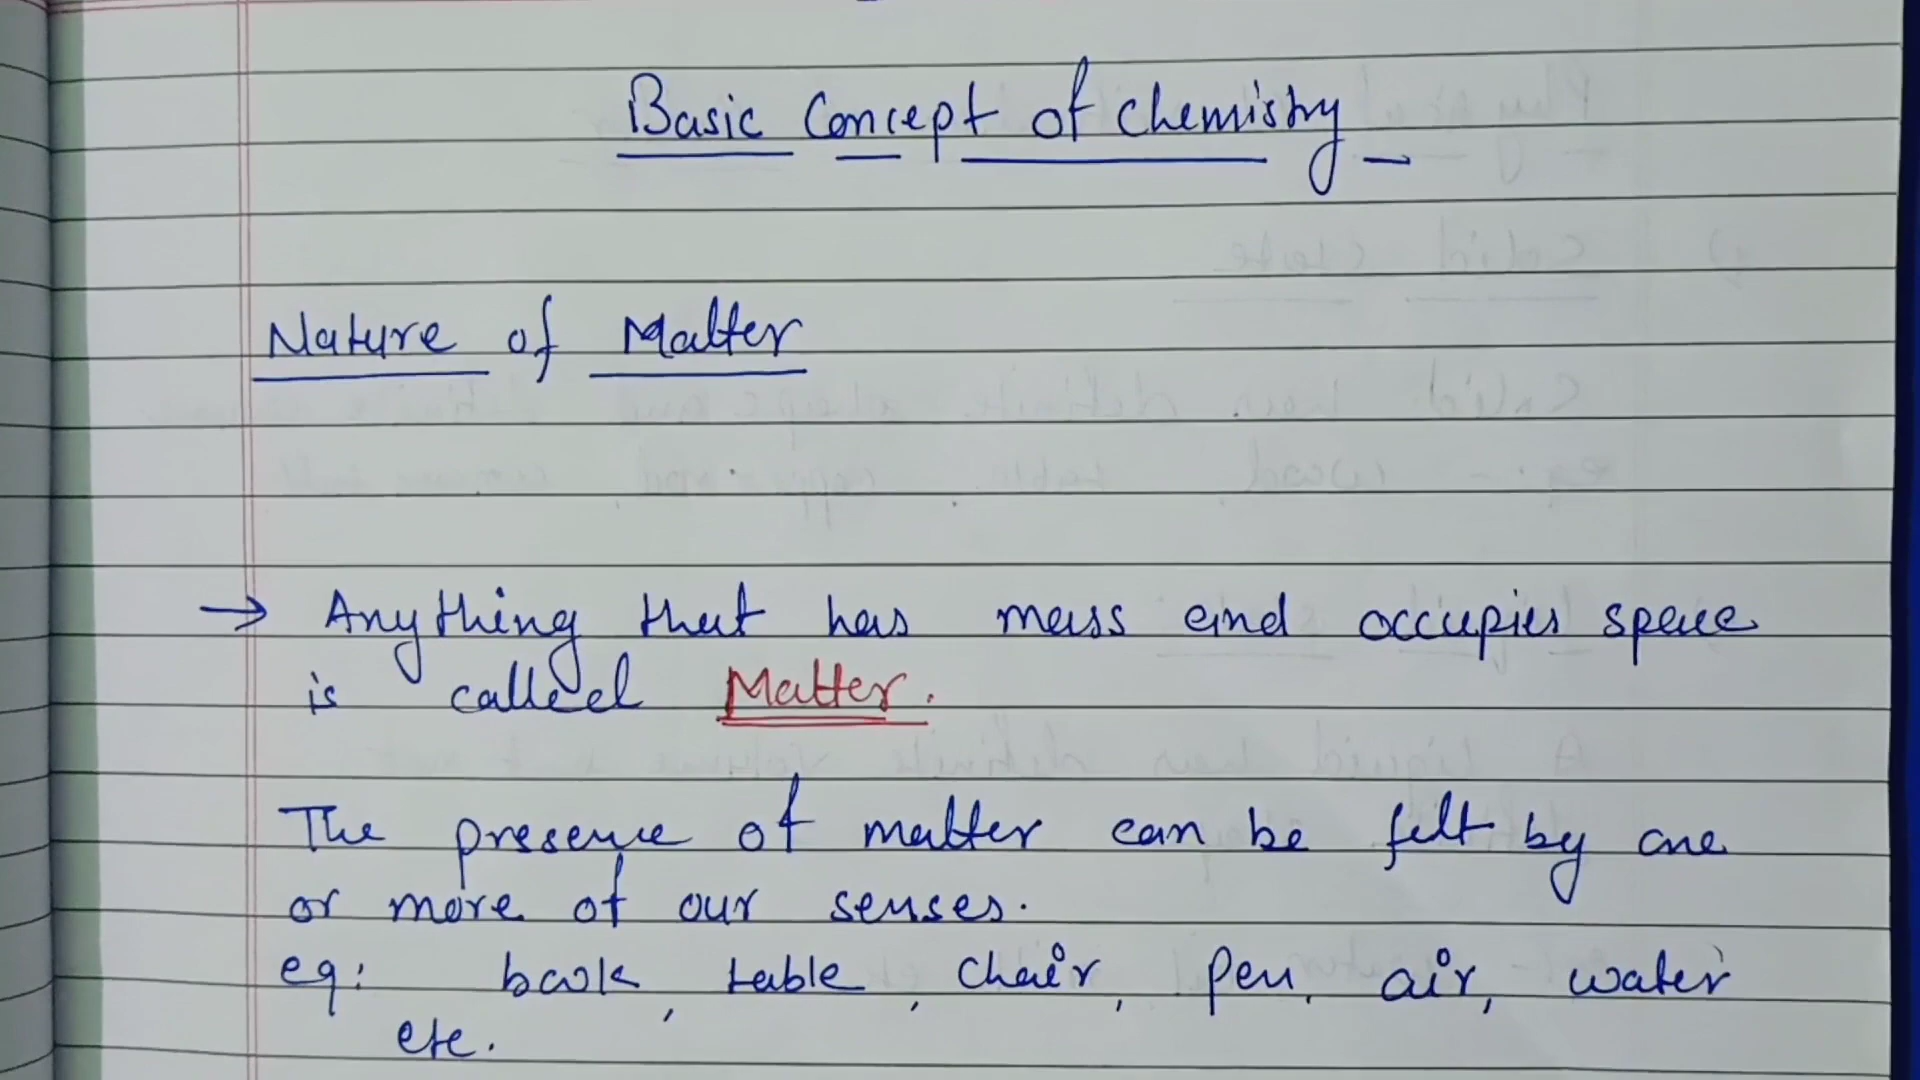 Basic Concept of Chemistry
Nature of Matter
→ Anything that has mass and occupies space
is called Matter.
The presence of matter can be felt by one
or more of our senses.
eg: book, table, chair, pen, air, water
etc.